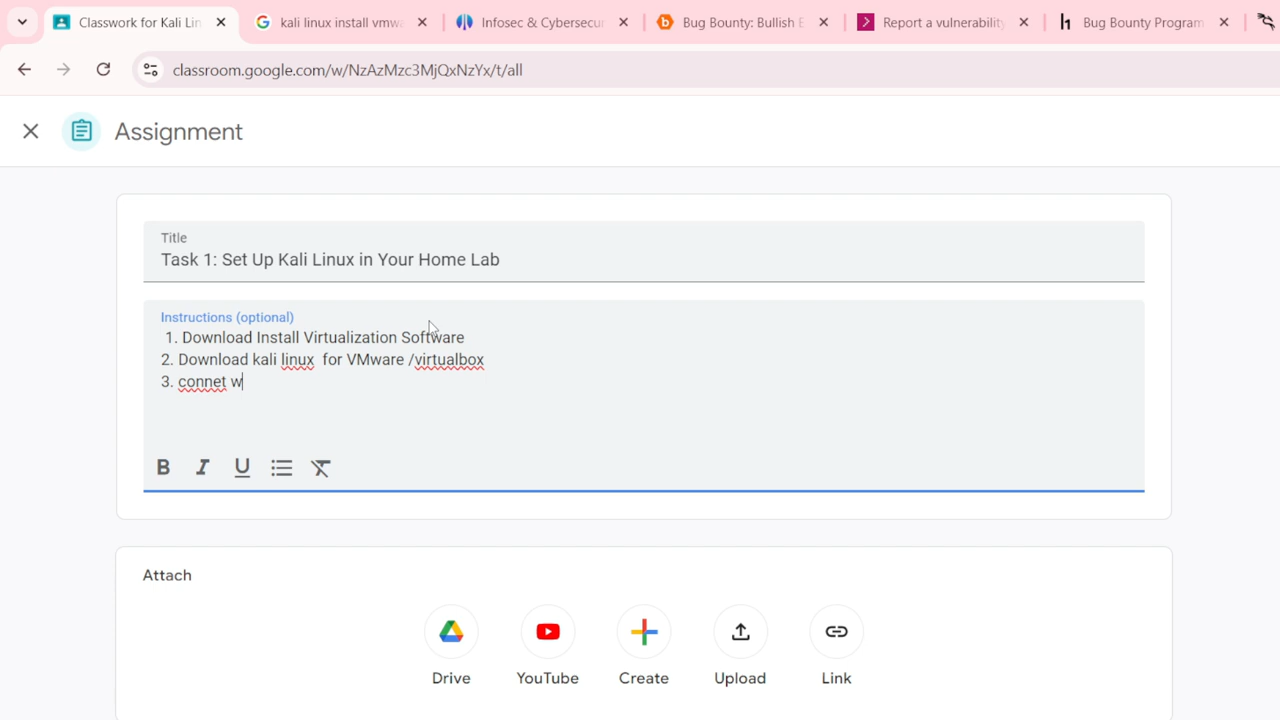 Classwork for Kali Lin
kali linux install vmwa
Infosec & Cybersecur
Bug Bounty: Bullish E
Report a vulnerability
Bug Bounty Program
classroom.google.com/w/NzAzMzc3MjQxNzYx/t/all
Assignment
Title
Task 1: Set Up Kali Linux in Your Home Lab
Instructions (optional)
1. Download Install Virtualization Software
2. Download kali linux  for VMware /virtualbox
3. connet w
B I U
Attach
Drive
YouTube
Create
Upload
Link